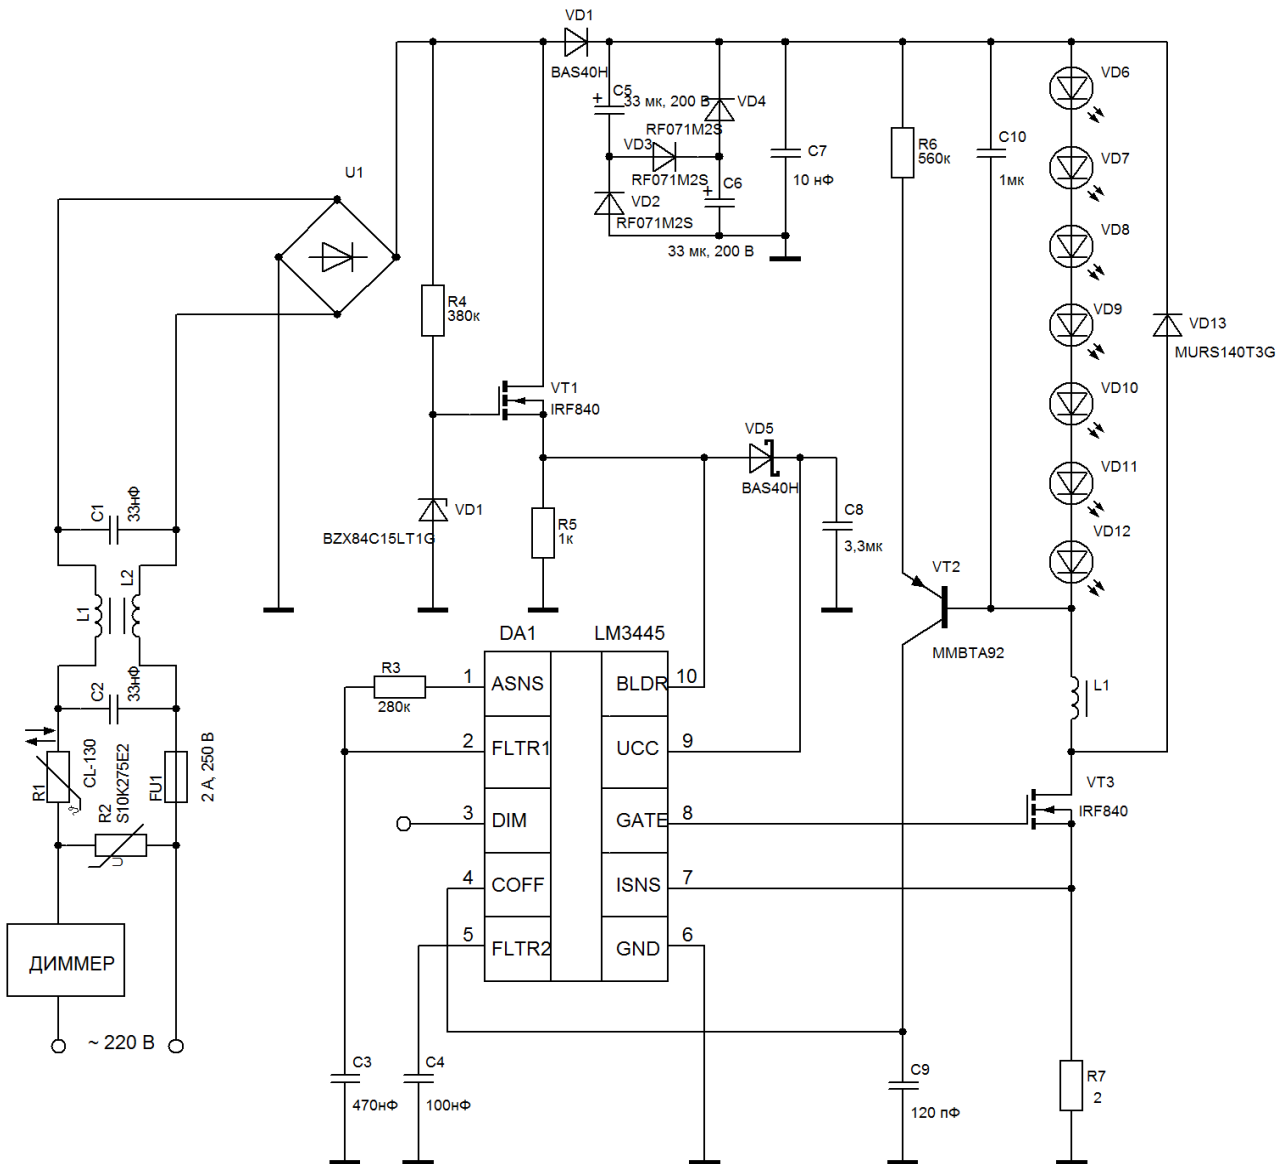 VD1
BAS40H
C5
+
33 мк, 200 В
VD4
RF071M2S
VD3
RF071M2S
VD2
RF071M2S
C6
+
33 мк, 200 В
C7
10 нФ
R6
560к
C10
1мк
VD6
VD7
VD8
VD9
VD10
VD11
VD12
VD13
MURS140T3G
U1
R4
380к
VT1
IRF840
VD5
BAS40H
VD1
BZX84C15LT1G
R5
1к
C8
3,3мк
VT2
MMBTA92
L1
C1
33нФ
L1
L2
C2
33нФ
R1
CL-130
R2
S10K275E2
FU1
2 А, 250 В
U
ДИММЕР
~ 220 В
DA1
LM3445
R3
280к
1
ASNS
BLDR
10
2
FLTR1
UCC
9
3
DIM
GATE
8
4
COFF
ISNS
7
5
FLTR2
GND
6
VT3
IRF840
C3
470нФ
C4
100нФ
C9
120 пФ
R7
2